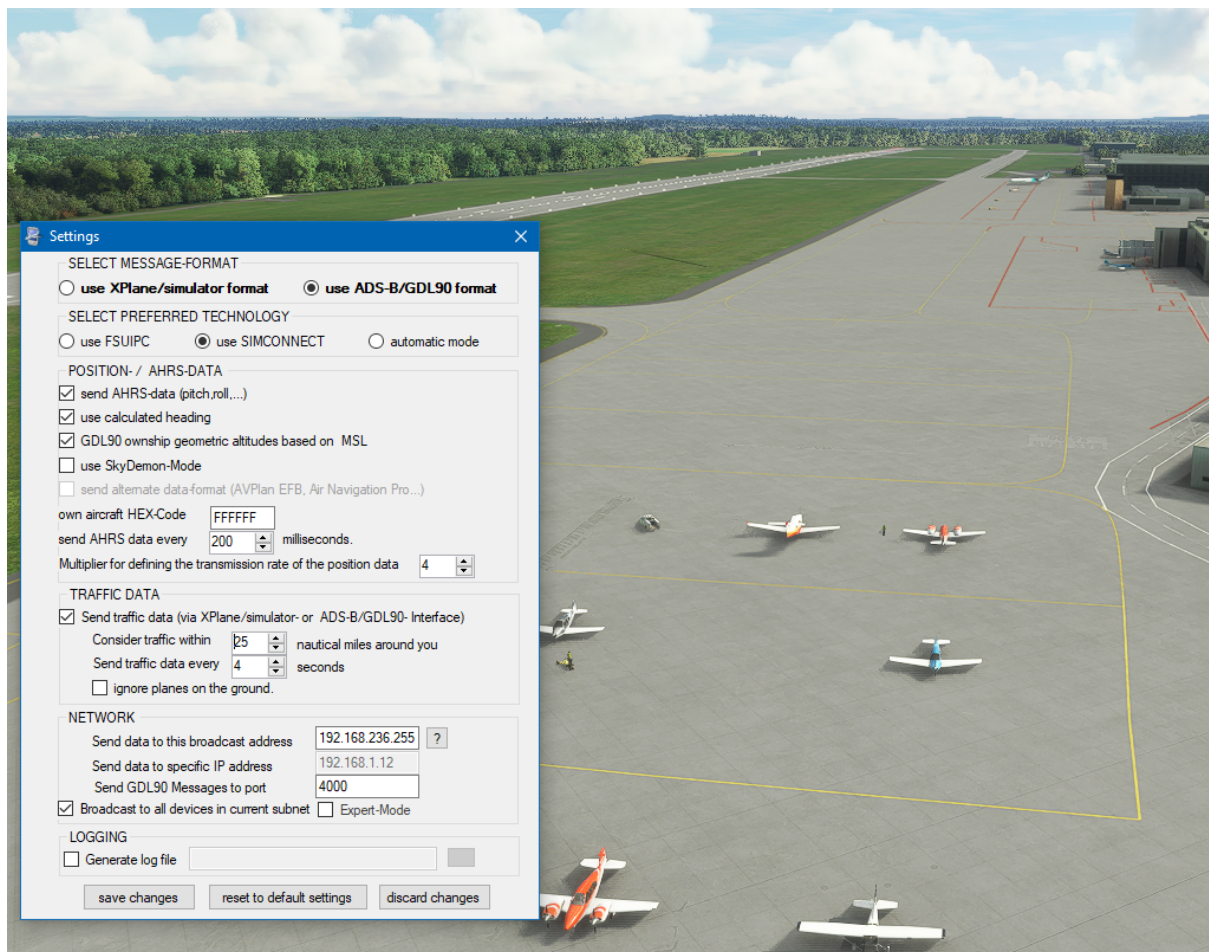 Settings
SELECT MESSAGE-FORMAT
use XPlane/simulator format use ADS-B/GDL90 format
SELECT PREFERRED TECHNOLOGY
use FSUIPC use SIMCONNECT automatic mode
POSITION- / AHRS-DATA
send AHRS-data (pitch,roll,...)
use calculated heading
GDL90 ownship geometric altitudes based on MSL
use SkyDemon-Mode
send alternate data-format (AVPlan EFB, Air Navigation Pro...)
own aircraft HEX-Code FFFFFF
send AHRS data every 200 milliseconds.
Multiplier for defining the transmission rate of the position data 4
TRAFFIC DATA
Send traffic data (via XPlane/simulator- or ADS-B/GDL90- Interface)
Consider traffic within 25 nautical miles around you
Send traffic data every 4 seconds
ignore planes on the ground.
NETWORK
Send data to this broadcast address 192.168.236.255 ?
Send data to specific IP address 192.168.1.12
Send GDL90 Messages to port 4000
Broadcast to all devices in current subnet Expert-Mode
LOGGING
Generate log file
save changes reset to default settings discard changes